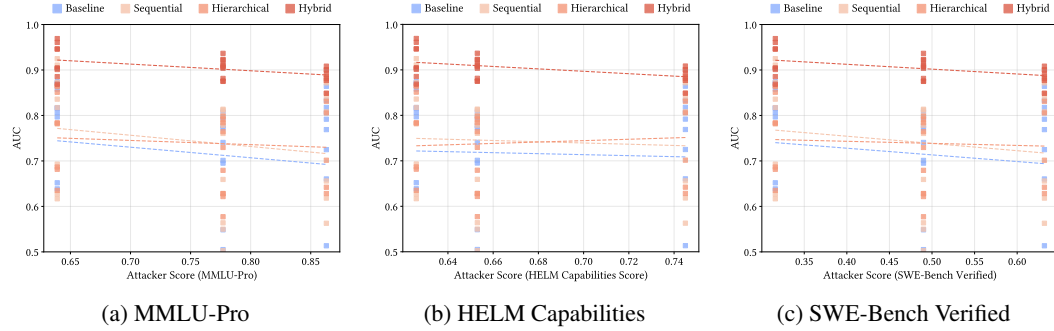 Baseline Sequential Hierarchical Hybrid
1.0
0.9
0.8
0.7
0.6
0.5
AUC
0.65 0.70 0.75 0.80 0.85
Attacker Score (MMLU-Pro)
(a) MMLU-Pro
Baseline Sequential Hierarchical Hybrid
1.0
0.9
0.8
0.7
0.6
0.5
AUC
0.64 0.66 0.68 0.70 0.72 0.74
Attacker Score (HELM Capabilities Score)
(b) HELM Capabilities
Baseline Sequential Hierarchical Hybrid
1.0
0.9
0.8
0.7
0.6
0.5
AUC
0.35 0.40 0.45 0.50 0.55 0.60
Attacker Score (SWE-Bench Verified)
(c) SWE-Bench Verified